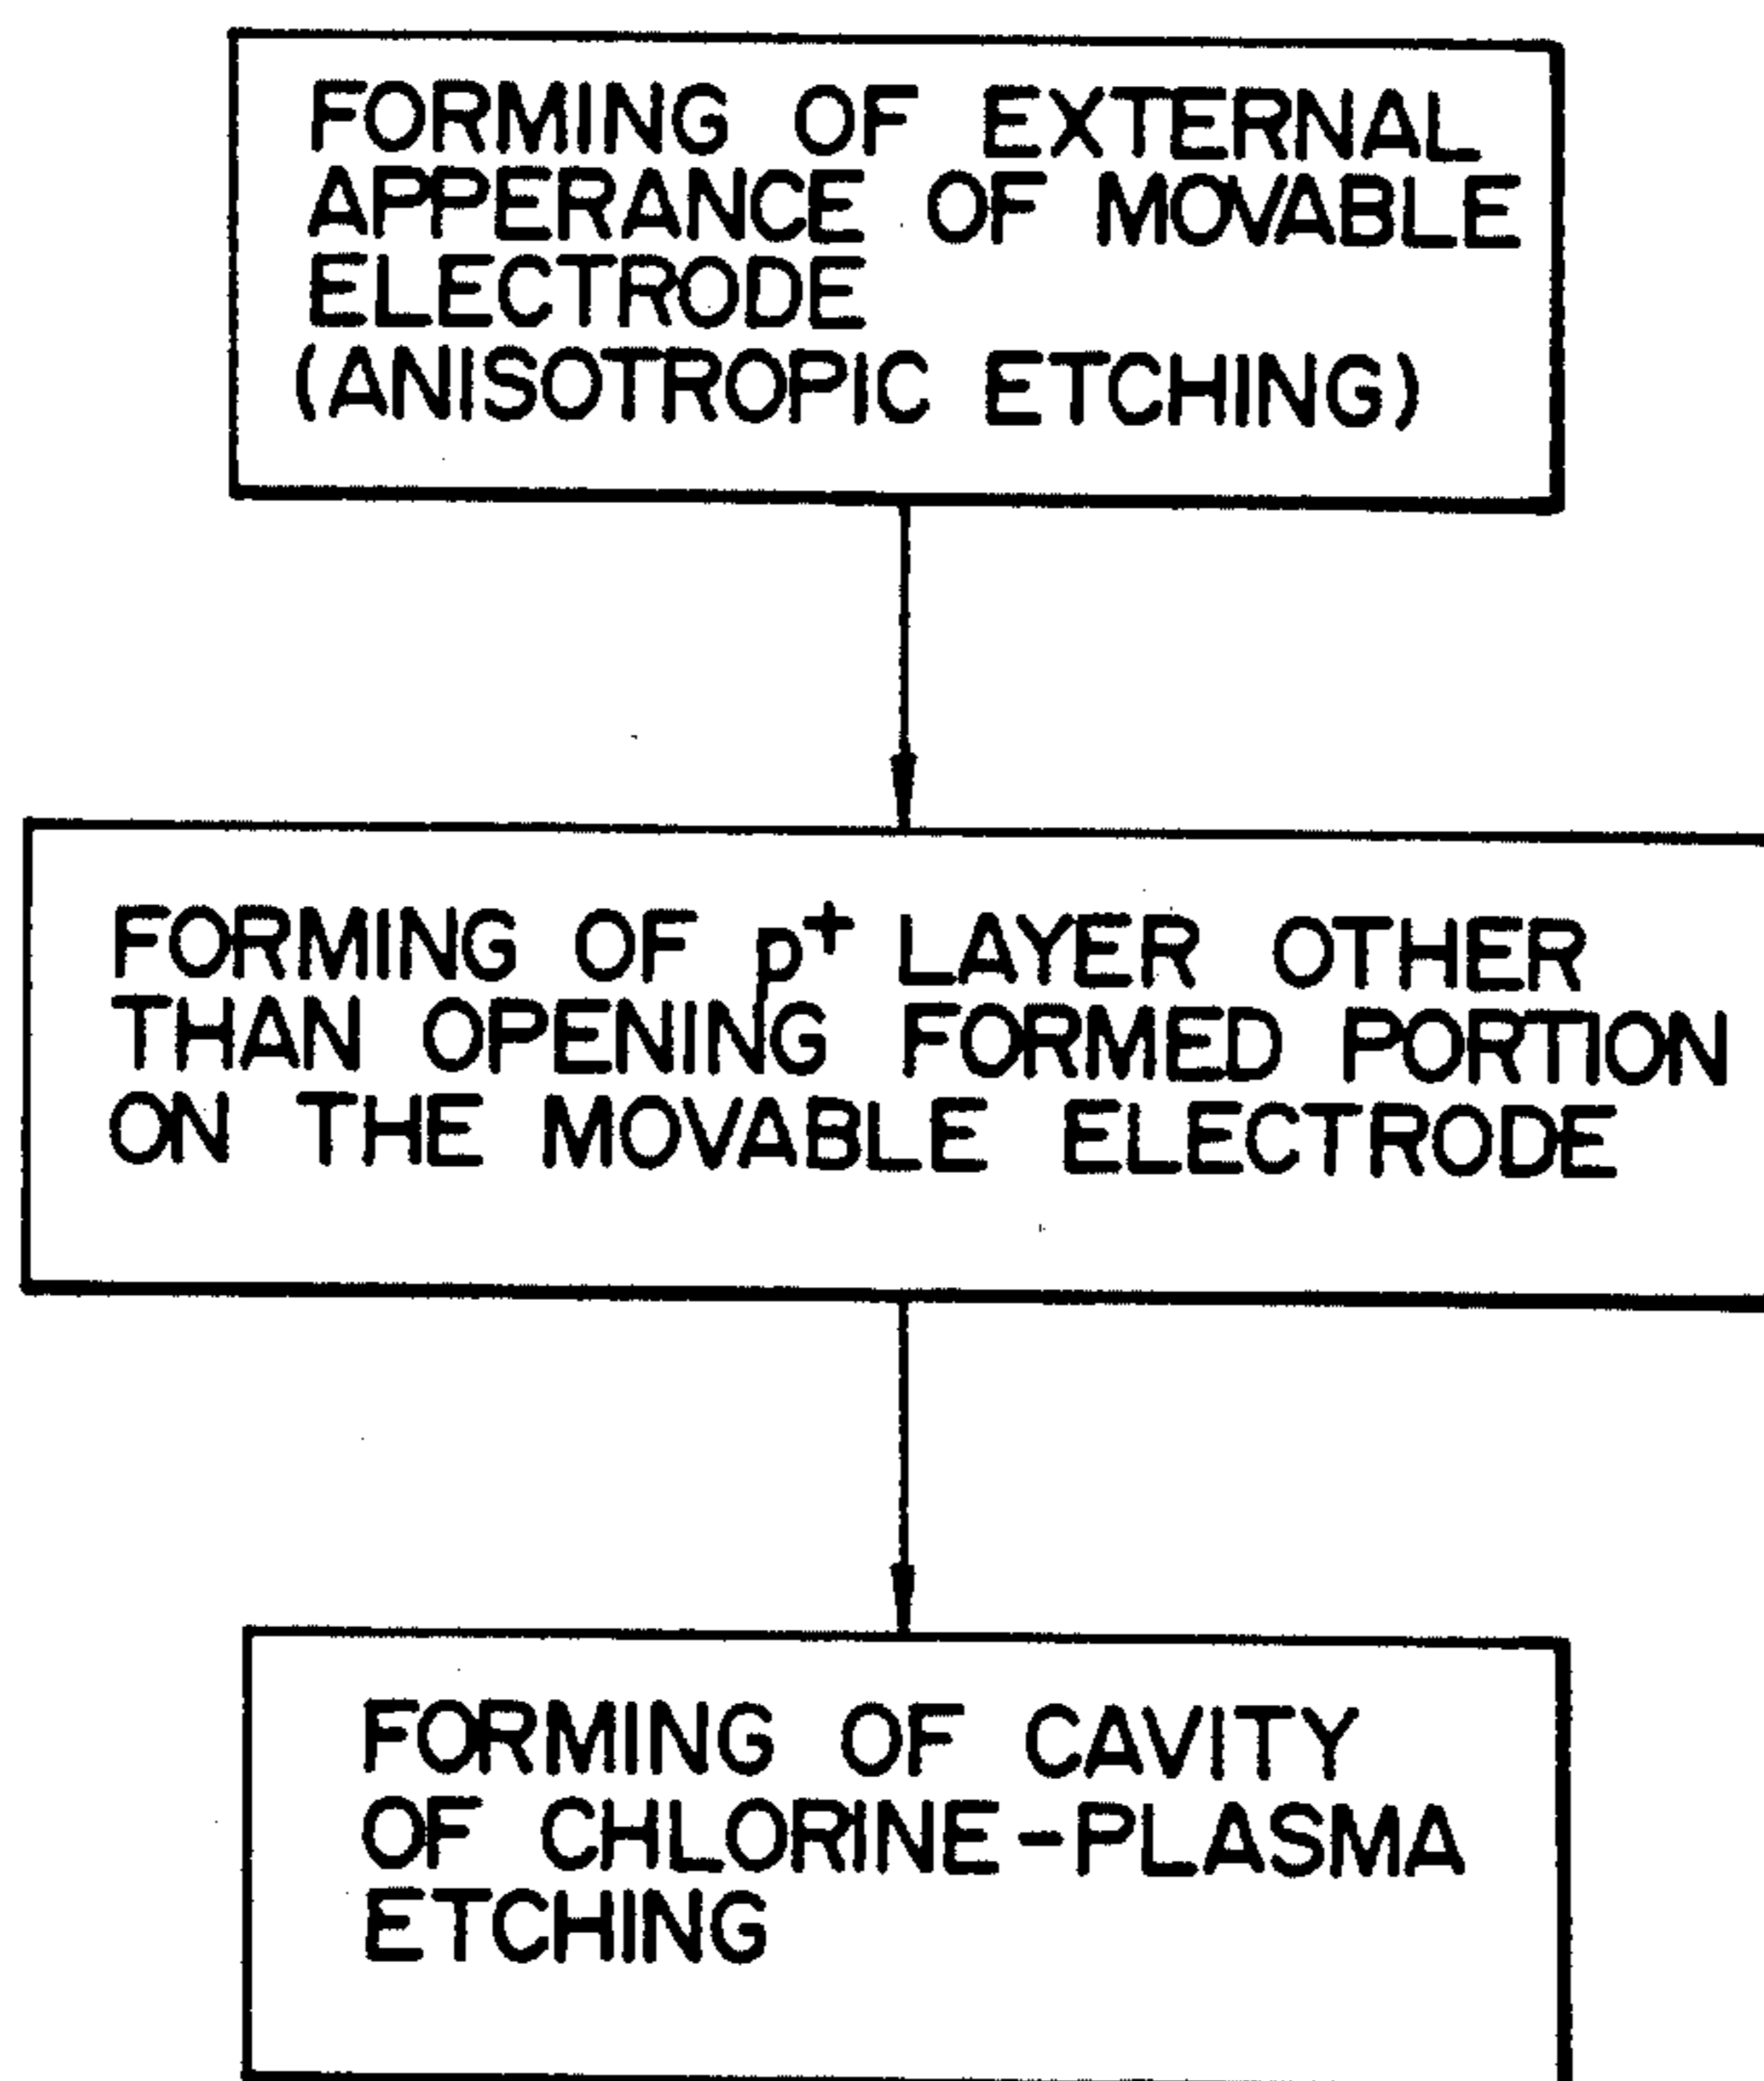 FORMING OF EXTERNAL
APPERANCE OF MOVABLE
ELECTRODE
(ANISOTROPIC ETCHING)
FORMING OF p+ LAYER OTHER
THAN OPENING FORMED PORTION
ON THE MOVABLE ELECTRODE
FORMING OF CAVITY
OF CHLORINE-PLASMA
ETCHING